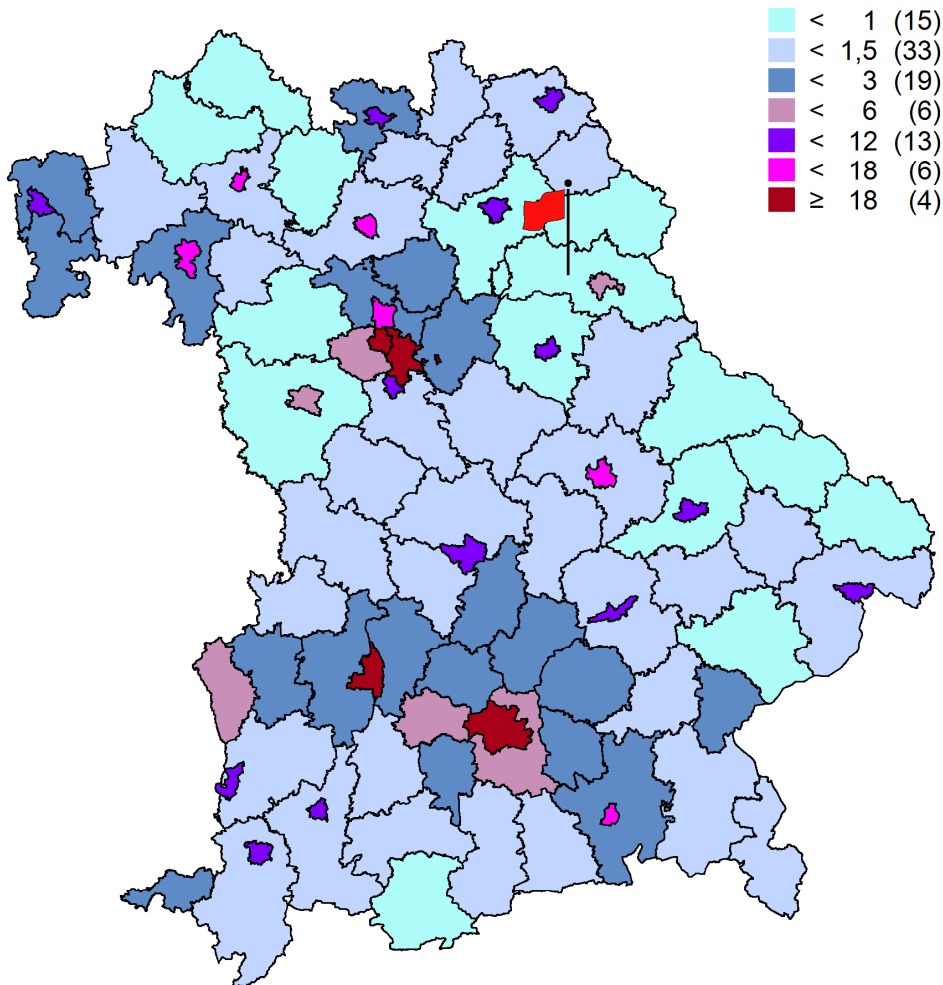 < 1 (15)
< 1,5 (33)
< 3 (19)
< 6 (6)
< 12 (13)
< 18 (6)
≥ 18 (4)